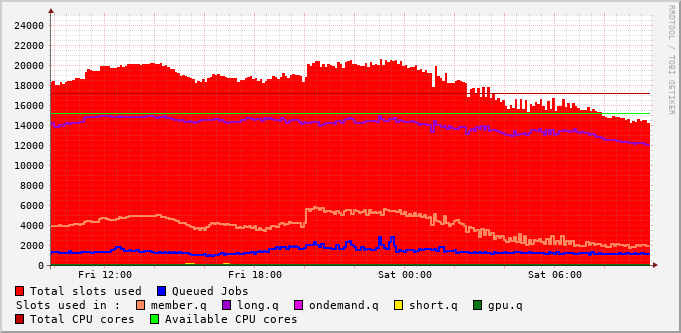 RRDTOOL / TOBI OETIKER
24000
22000
20000
18000
16000
14000
12000
10000
8000
6000
4000
2000
0
Fri 12:00 Fri 18:00 Sat 00:00 Sat 06:00
Total slots used Queued Jobs
Slots used in : member.q long.q ondemand.q short.q gpu.q
Total CPU cores Available CPU cores